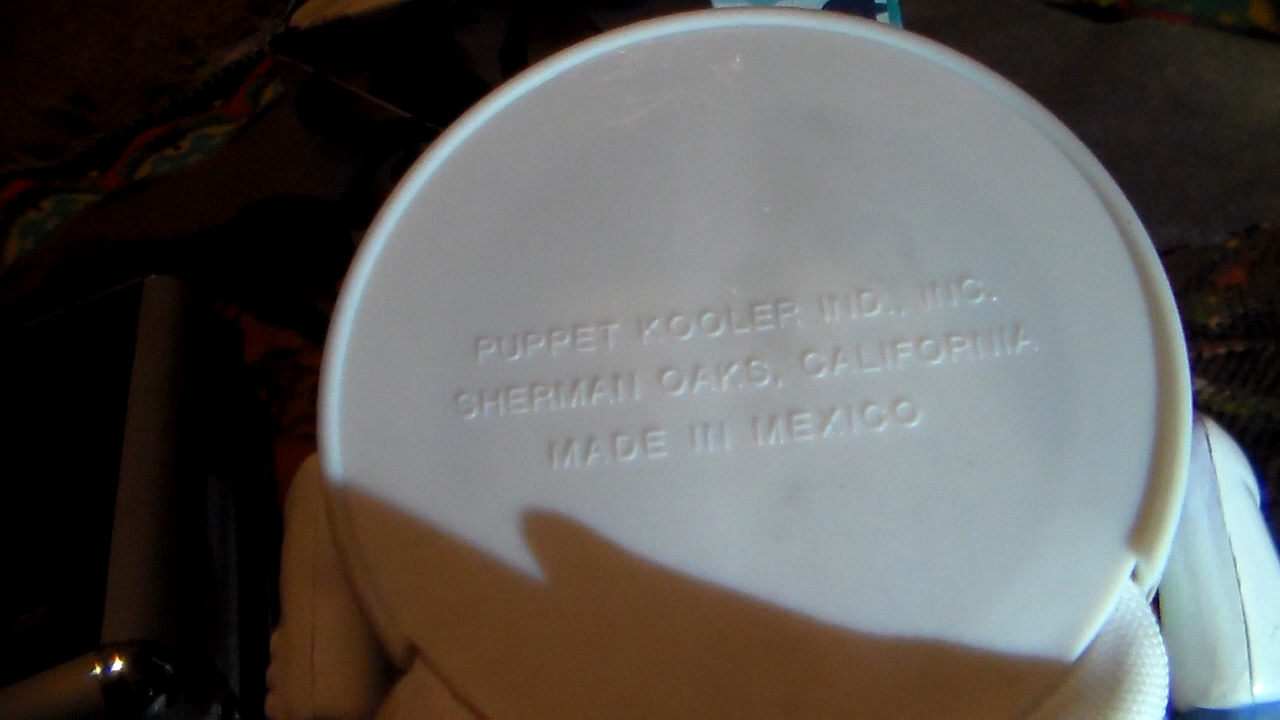 PUPPET KOOLER IND., INC.
SHERMAN OAKS, CALIFORNIA
MADE IN MEXICO